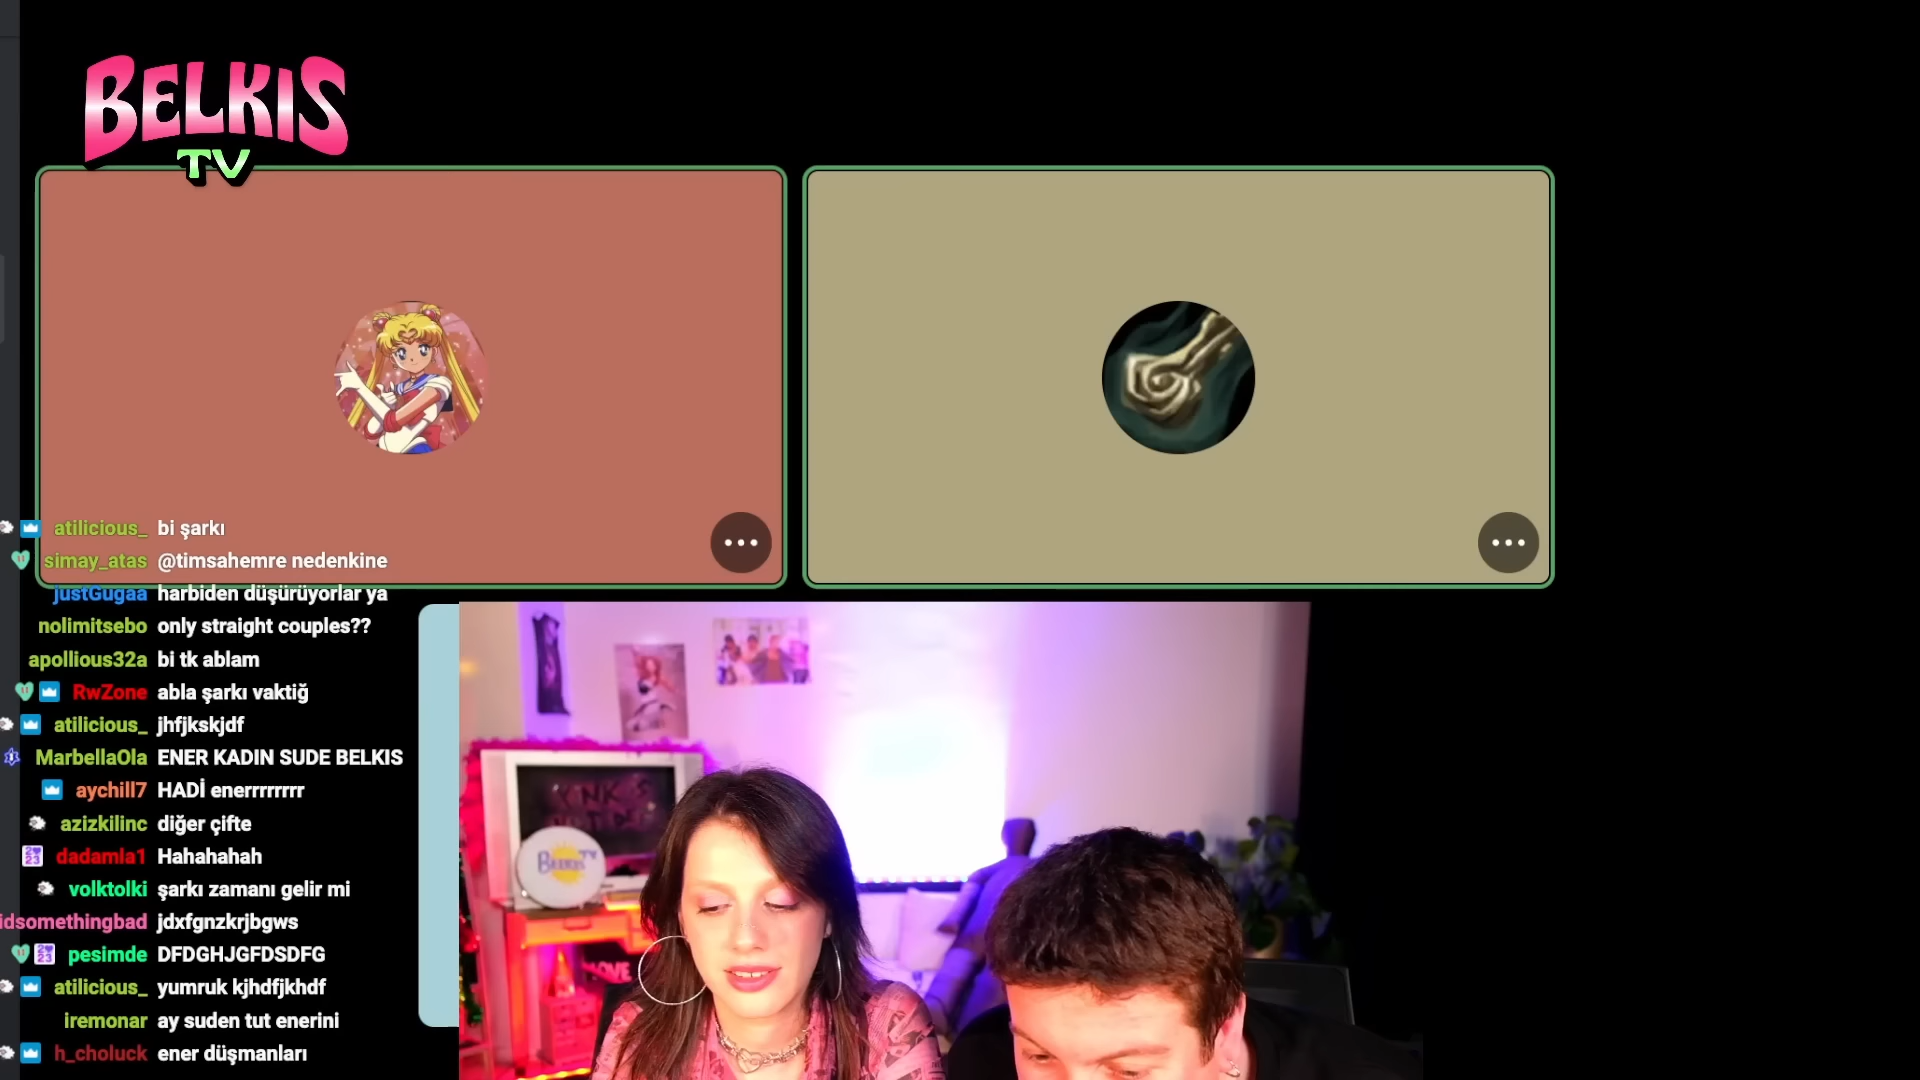 BELKIS
TV
atilicious_ bi şarkı
simay_atas @timsahemre nedenkine
justGugaa harbiden düşürüyorlar ya
nolimitsebo only straight couples??
apollious32a bi tk ablam
RwZone abla şarkı vaktiğ
atilicious_ jhfjkskjdf
MarbellaOla ENER KADIN SUDE BELKIS
aychill7 HADİ enerrrrrrrr
azizkilinc diğer çifte
dadamla1 Hahahahah
volktolki şarkı zamanı gelir mi
idsomethingbad jdxfgnzkrjbgws
pesimde DFDGHJGFDSDFG
atilicious_ yumruk kjhdfjkhdf
iremonar ay suden tut enerini
h_choluck ener düşmanları
BELKIS TV